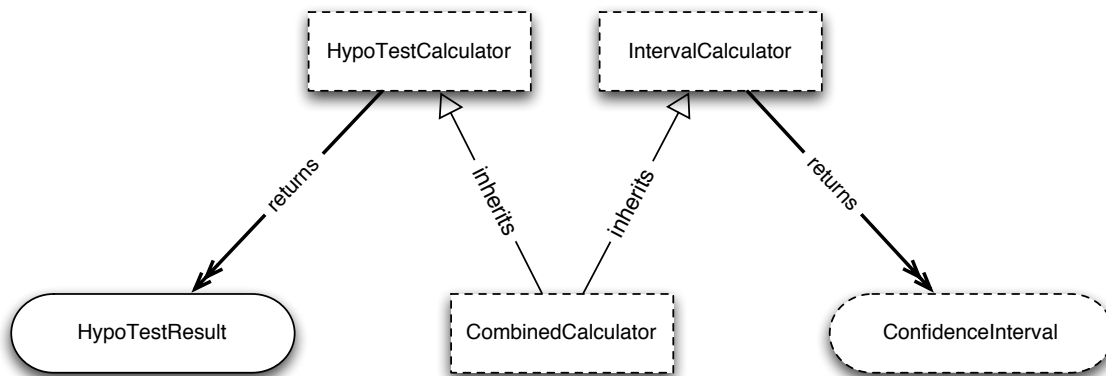 HypoTestCalculator
IntervalCalculator
returns
inherits
inherits
returns
HypoTestResult
CombinedCalculator
ConfidenceInterval